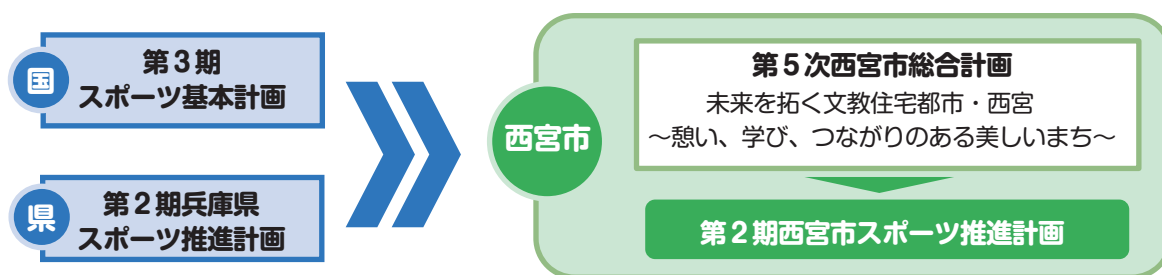 国
第3期
スポーツ基本計画
県
第2期兵庫県
スポーツ推進計画
西宮市
第5次西宮市総合計画
未来を拓く文教住宅都市・西宮
～憩い、学び、つながりのある美しいまち～
第2期西宮市スポーツ推進計画